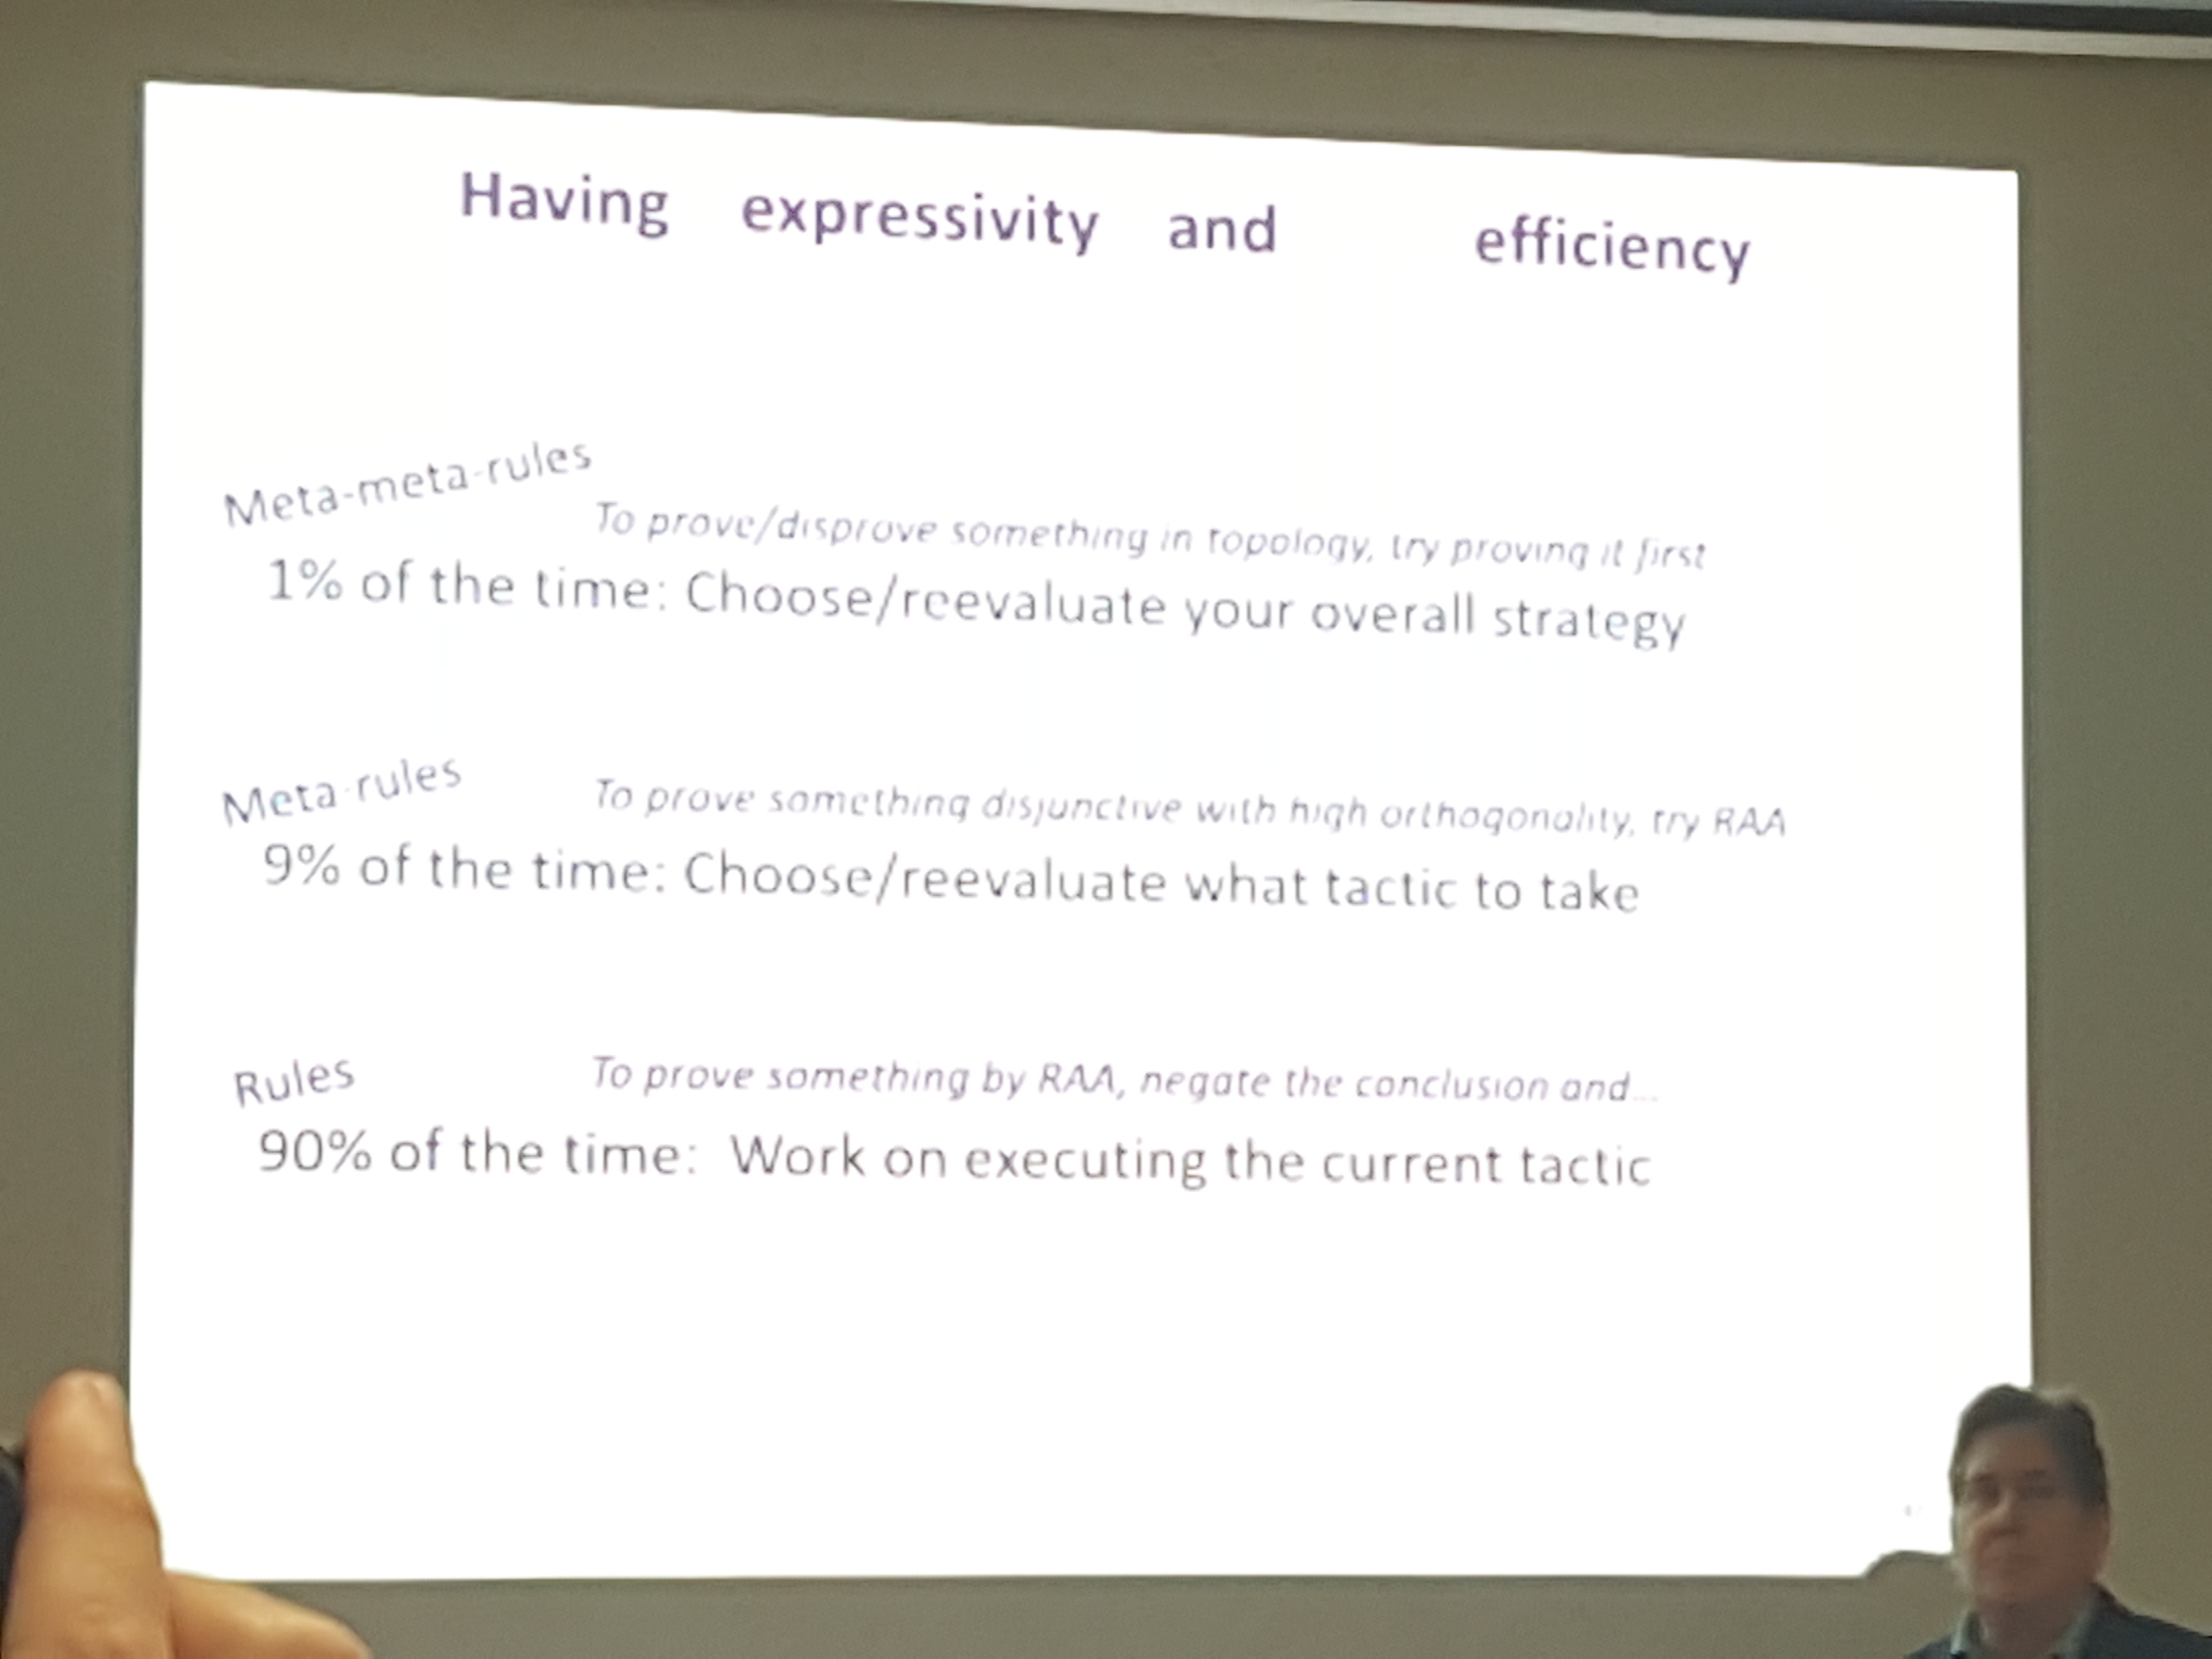 Having expressivity and efficiency
Meta-meta-rules
To prove/disprove something in topology, try proving it first
1% of the time: Choose/reevaluate your overall strategy
Meta-rules
To prove something disjunctive with high orthogonality, try RAA
9% of the time: Choose/reevaluate what tactic to take
Rules
To prove something by RAA, negate the conclusion and...
90% of the time: Work on executing the current tactic